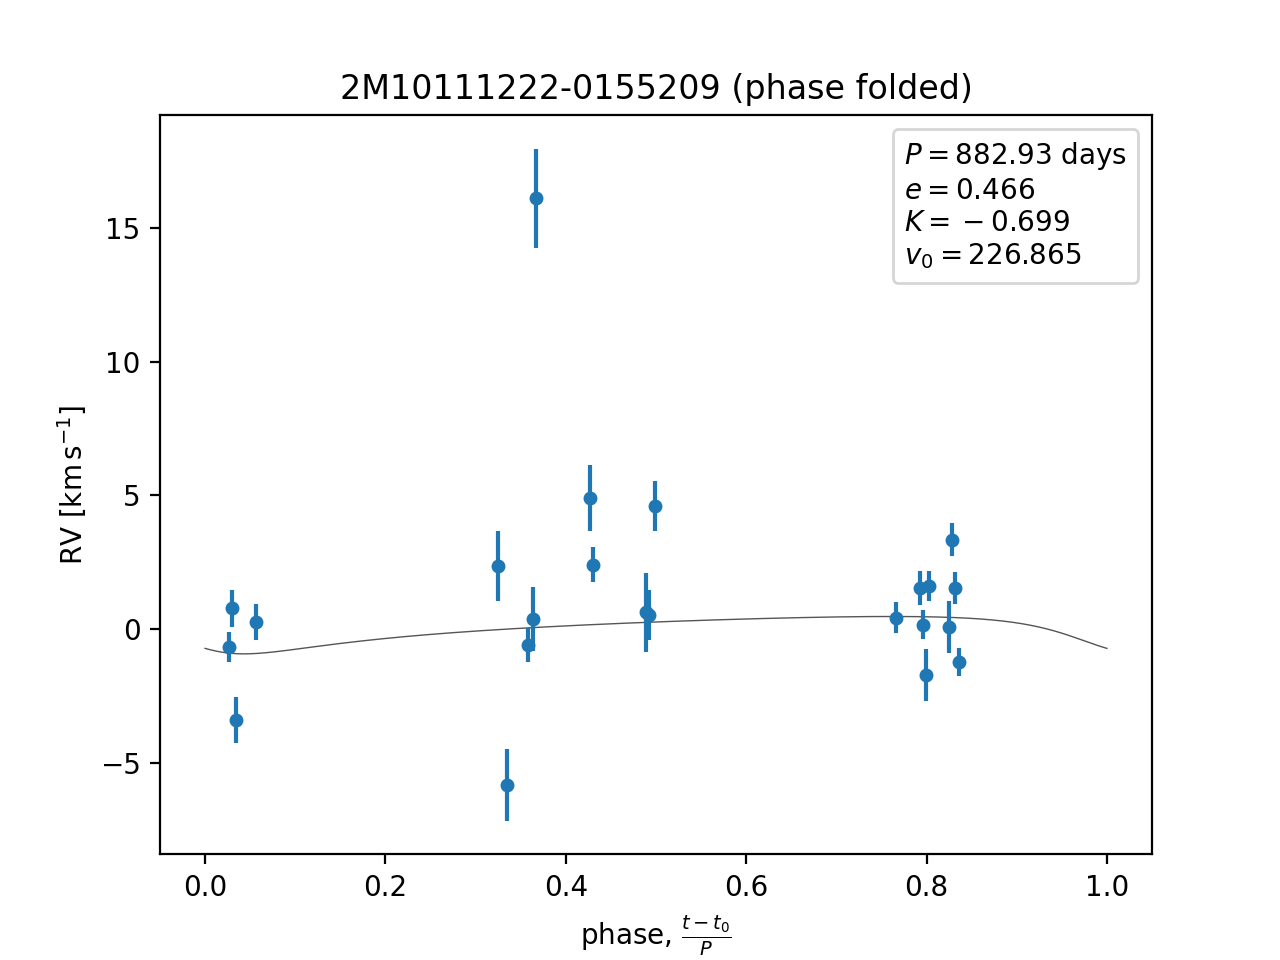 2M10111222-0155209 (phase folded)
P = 882.93 days
e = 0.466
K = −0.699
v₀ = 226.865
15
10
5
0
−5
RV [km s⁻¹]
0.0 0.2 0.4 0.6 0.8 1.0
phase, (t − t₀)/P